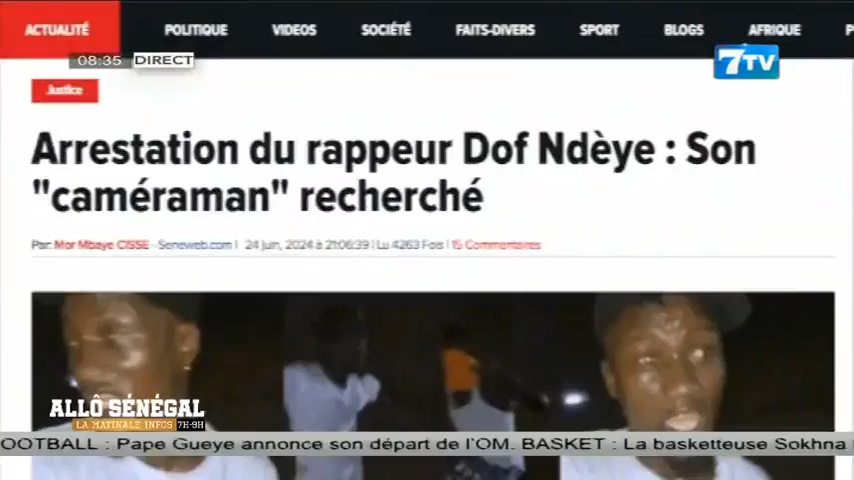 ACTUALITÉ POLITIQUE VIDEOS SOCIÉTÉ FAITS-DIVERS SPORT BLOGS AFRIQUE P
08:35 DIRECT
7TV
Justice
Arrestation du rappeur Dof Ndèye : Son
"caméraman" recherché
Par: Mor Mbaye CISSE - Seneweb.com | 24 juin, 2024 à 21:06:39 | Lu 4263 Fois | 15 Commentaires
ALLÔ SÉNÉGAL
LA MATINALE INFOS 7H-9H
OOTBALL : Pape Gueye annonce son départ de l'OM. BASKET : La basketteuse Sokhna